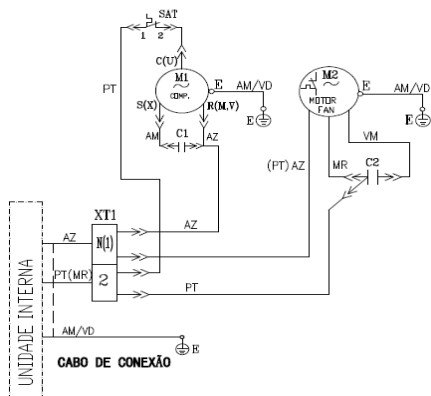 SAT
1 2
C(U)
M1
~
COMP.
E
AM/VD
E
S(X)
R(M,V)
AM
C1
AZ
PT
M2
~
MOTOR
FAN
E
AM/VD
E
VM
(PT) AZ
MR
C2
XT1
AZ
N(1)
AZ
PT(MR)
2
PT
AM/VD
E
UNIDADE INTERNA
CABO DE CONEXÃO